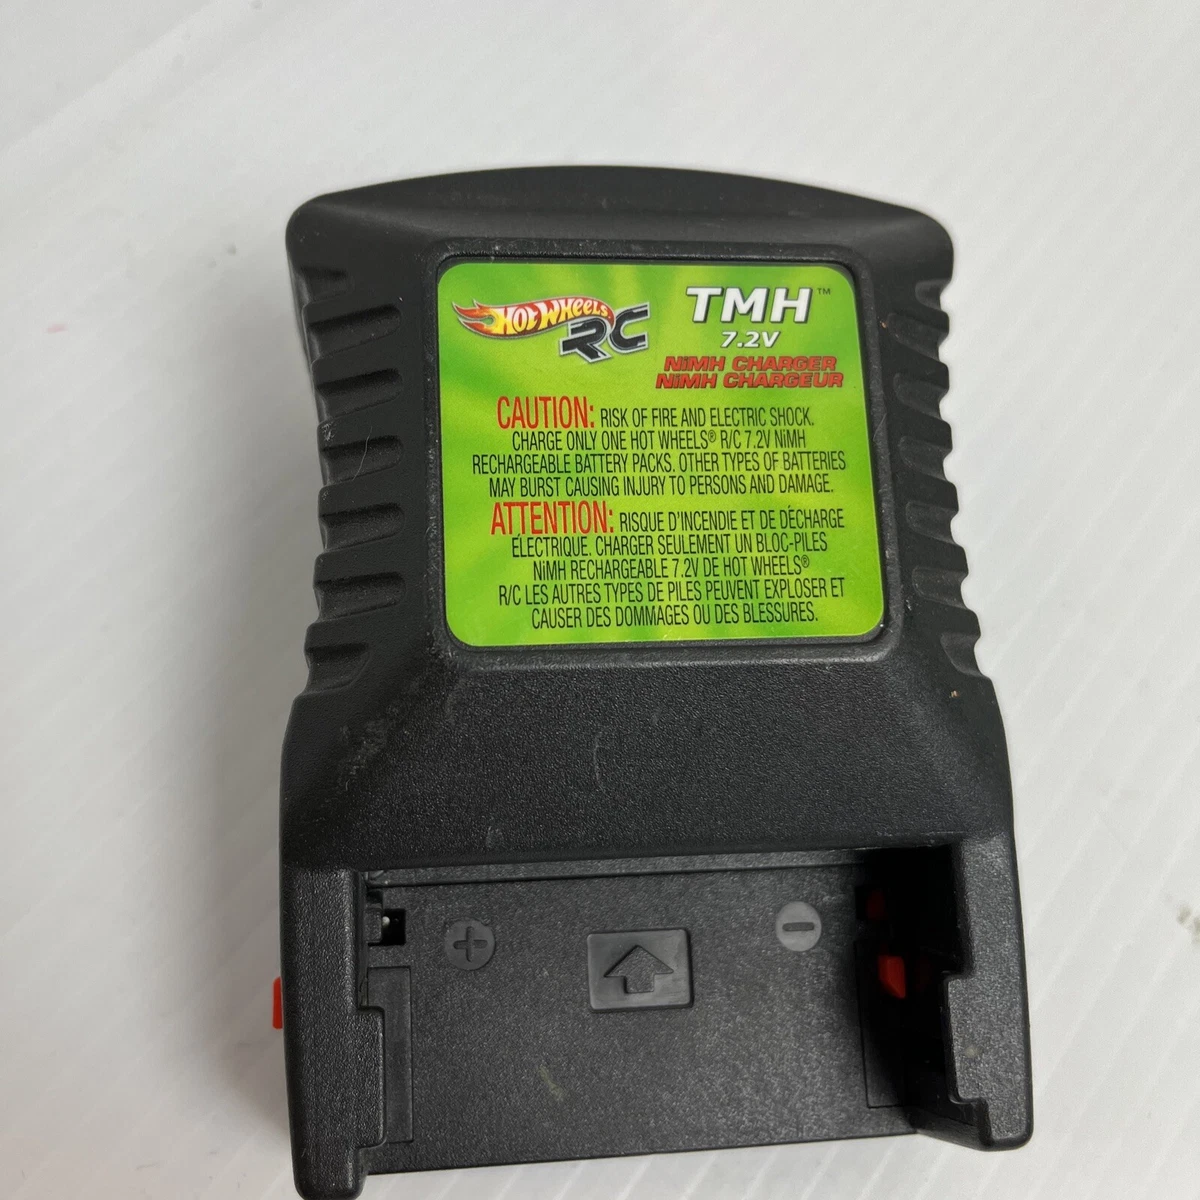 HOT WHEELS
RC
TMH™
7.2V
NiMH CHARGER
NiMH CHARGEUR
CAUTION: RISK OF FIRE AND ELECTRIC SHOCK.
CHARGE ONLY ONE HOT WHEELS® R/C 7.2V NiMH
RECHARGEABLE BATTERY PACKS. OTHER TYPES OF BATTERIES
MAY BURST CAUSING INJURY TO PERSONS AND DAMAGE.
ATTENTION: RISQUE D'INCENDIE ET DE DÉCHARGE
ÉLECTRIQUE. CHARGER SEULEMENT UN BLOC-PILES
NiMH RECHARGEABLE 7.2V DE HOT WHEELS®
R/C LES AUTRES TYPES DE PILES PEUVENT EXPLOSER ET
CAUSER DES DOMMAGES OU DES BLESSURES.
+ −